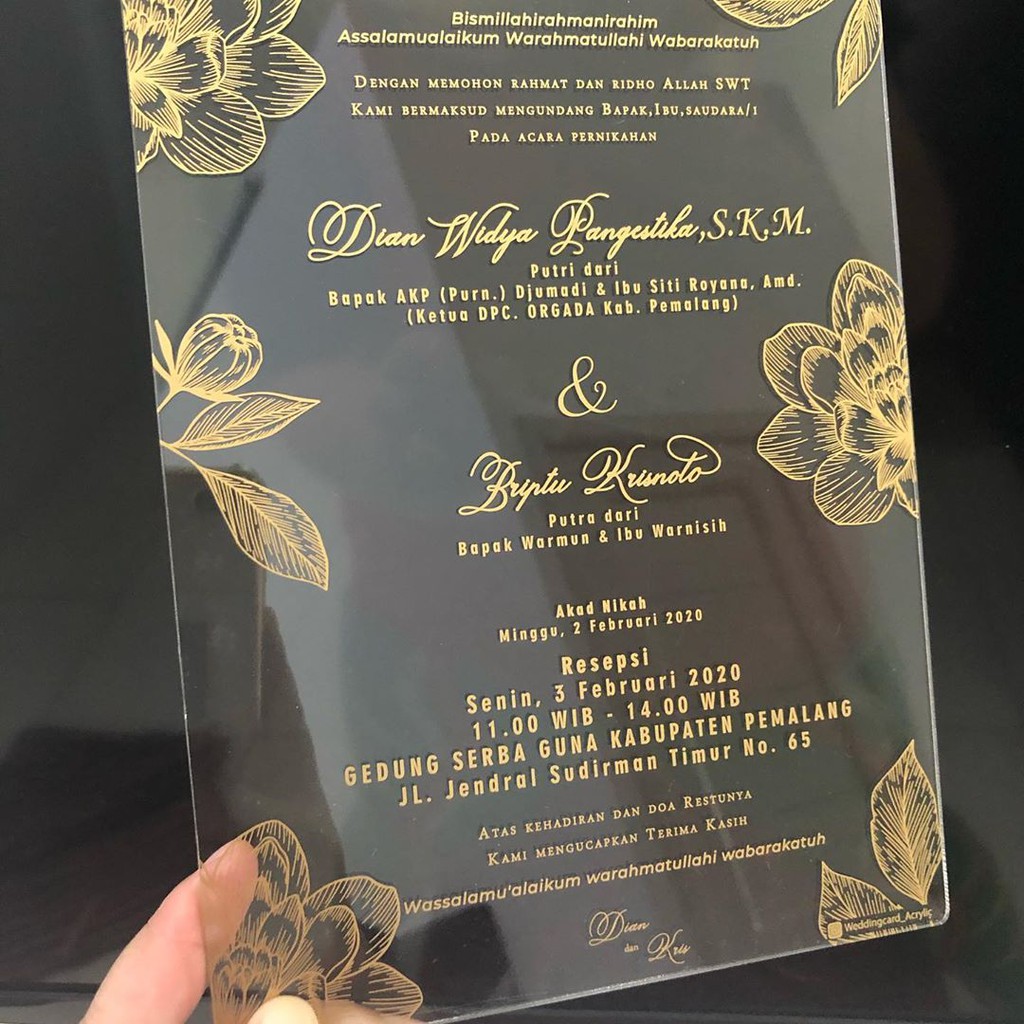 Bismillahirahmanirahim
Assalamualaikum Warahmatullahi Wabarakatuh
Dengan memohon rahmat dan ridho Allah SWT
Kami bermaksud mengundang Bapak,Ibu,saudara/i
Pada acara pernikahan
Dian Widya Pangestika,S.K.M.
Putri dari
Bapak AKP (Purn.) Djumadi & Ibu Siti Royana, Amd.
(Ketua DPC. ORGADA Kab. Pemalang)
&
Briptu Krisnoto
Putra dari
Bapak Warmun & Ibu Warnisih
Akad Nikah
Minggu, 2 Februari 2020
Resepsi
Senin, 3 Februari 2020
11.00 WIB - 14.00 WIB
GEDUNG SERBA GUNA KABUPATEN PEMALANG
JL. Jendral Sudirman Timur No. 65
Atas kehadiran dan doa Restunya
Kami mengucapkan Terima Kasih
Wassalamu'alaikum warahmatullahi wabarakatuh
Dian
dan Kris
Weddingcard_Acrylic